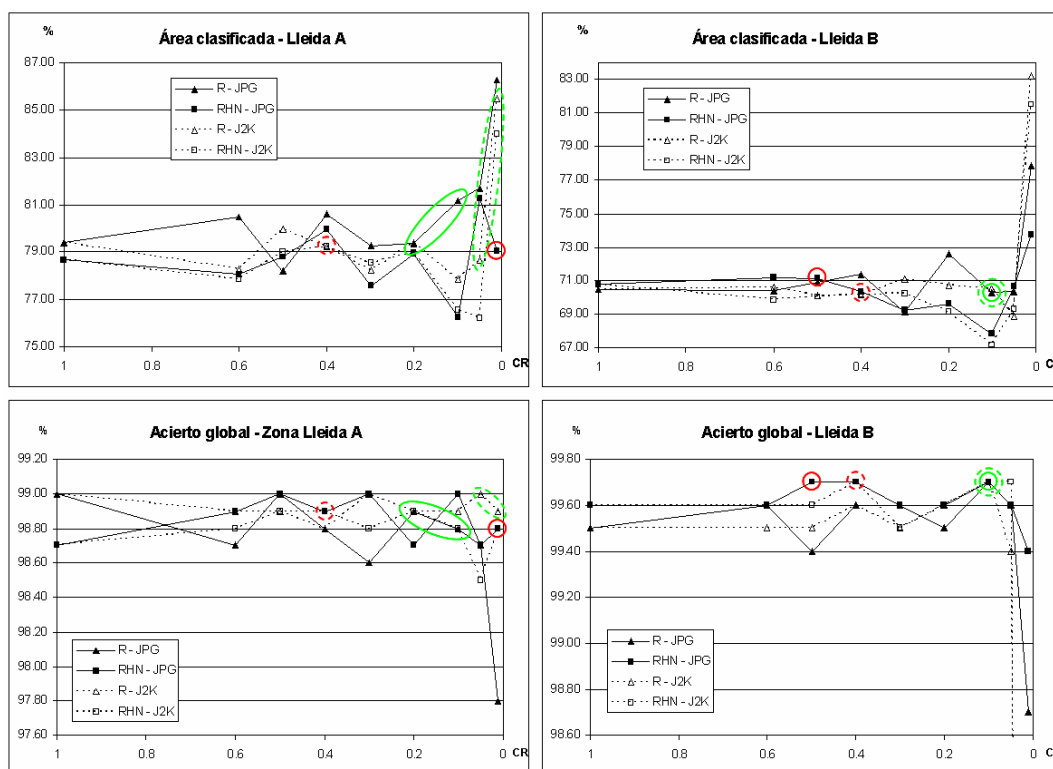 %
Área clasificada - Lleida A
87.00
85.00
83.00
81.00
79.00
77.00
75.00
R - JPG
RHN - JPG
R - J2K
RHN - J2K
1
0.8
0.6
0.4
0.2
0
CR
%
Área clasificada - Lleida B
83.00
81.00
79.00
77.00
75.00
73.00
71.00
69.00
67.00
R - JPG
RHN - JPG
R - J2K
RHN - J2K
1
0.8
0.6
0.4
0.2
0
C
%
Acierto global - Zona Lleida A
99.20
99.00
98.80
98.60
98.40
98.20
98.00
97.80
97.60
R - JPG
RHN - JPG
R - J2K
RHN - J2K
1
0.8
0.6
0.4
0.2
0
CR
%
Acierto global - Lleida B
99.80
99.60
99.40
99.20
99.00
98.80
98.60
R - JPG
RHN - JPG
R - J2K
RHN - J2K
1
0.8
0.6
0.4
0.2
0
C